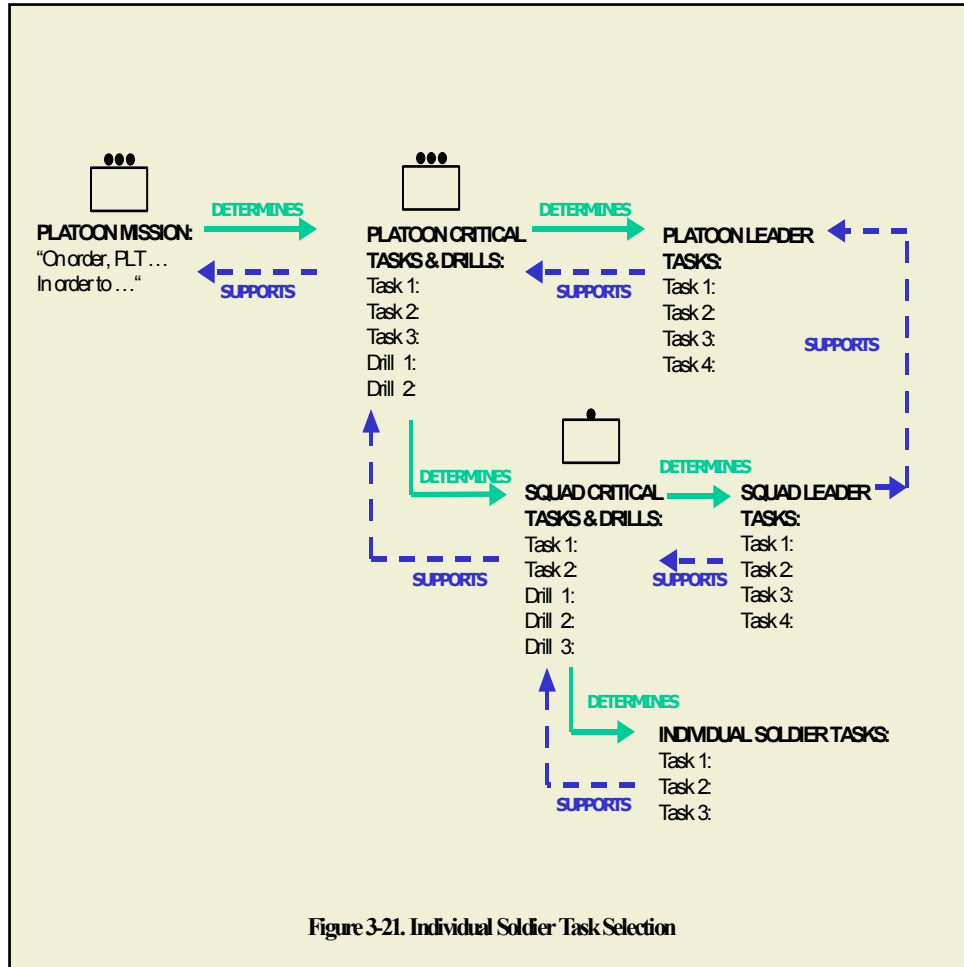 DETERMINES
DETERMINES
PLATOON MISSION:
"On order, PLT …
In order to …"
SUPPORTS
PLATOON CRITICAL
TASKS & DRILLS:
Task 1:
Task 2:
Task 3:
Drill 1:
Drill 2:
SUPPORTS
PLATOON LEADER
TASKS:
Task 1:
Task 2:
Task 3:
Task 4:
SUPPORTS
DETERMINES
DETERMINES
SUPPORTS
SQUAD CRITICAL
TASKS & DRILLS:
Task 1:
Task 2:
Drill 1:
Drill 2:
Drill 3:
SUPPORTS
SQUAD LEADER
TASKS:
Task 1:
Task 2:
Task 3:
Task 4:
DETERMINES
SUPPORTS
INDIVIDUAL SOLDIER TASKS:
Task 1:
Task 2:
Task 3:
Figure 3-21. Individual Soldier Task Selection